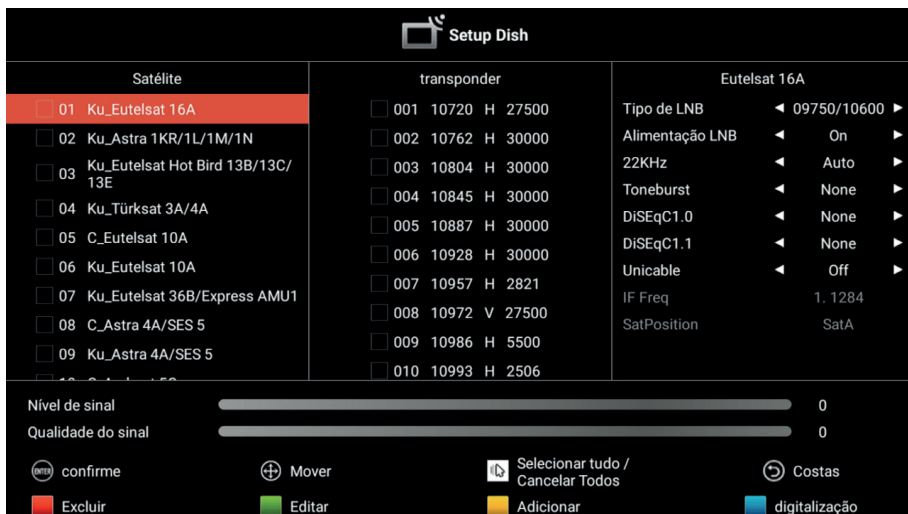 Setup Dish
Satélite
01 Ku_Eutelsat 16A
02 Ku_Astra 1KR/1L/1M/1N
03 Ku_Eutelsat Hot Bird 13B/13C/
13E
04 Ku_Türksat 3A/4A
05 C_Eutelsat 10A
06 Ku_Eutelsat 10A
07 Ku_Eutelsat 36B/Express AMU1
08 C_Astra 4A/SES 5
09 Ku_Astra 4A/SES 5
transponder
001 10720 H 27500
002 10762 H 30000
003 10804 H 30000
004 10845 H 30000
005 10887 H 30000
006 10928 H 30000
007 10957 H 2821
008 10972 V 27500
009 10986 H 5500
010 10993 H 2506
Eutelsat 16A
Tipo de LNB 09750/10600
Alimentação LNB On
22KHz Auto
Toneburst None
DiSEqC1.0 None
DiSEqC1.1 None
Unicable Off
IF Freq 1. 1284
SatPosition SatA
Nível de sinal 0
Qualidade do sinal 0
ENTER confirme
Mover
Selecionar tudo /
Cancelar Todos
Costas
Excluir
Editar
Adicionar
digitalização